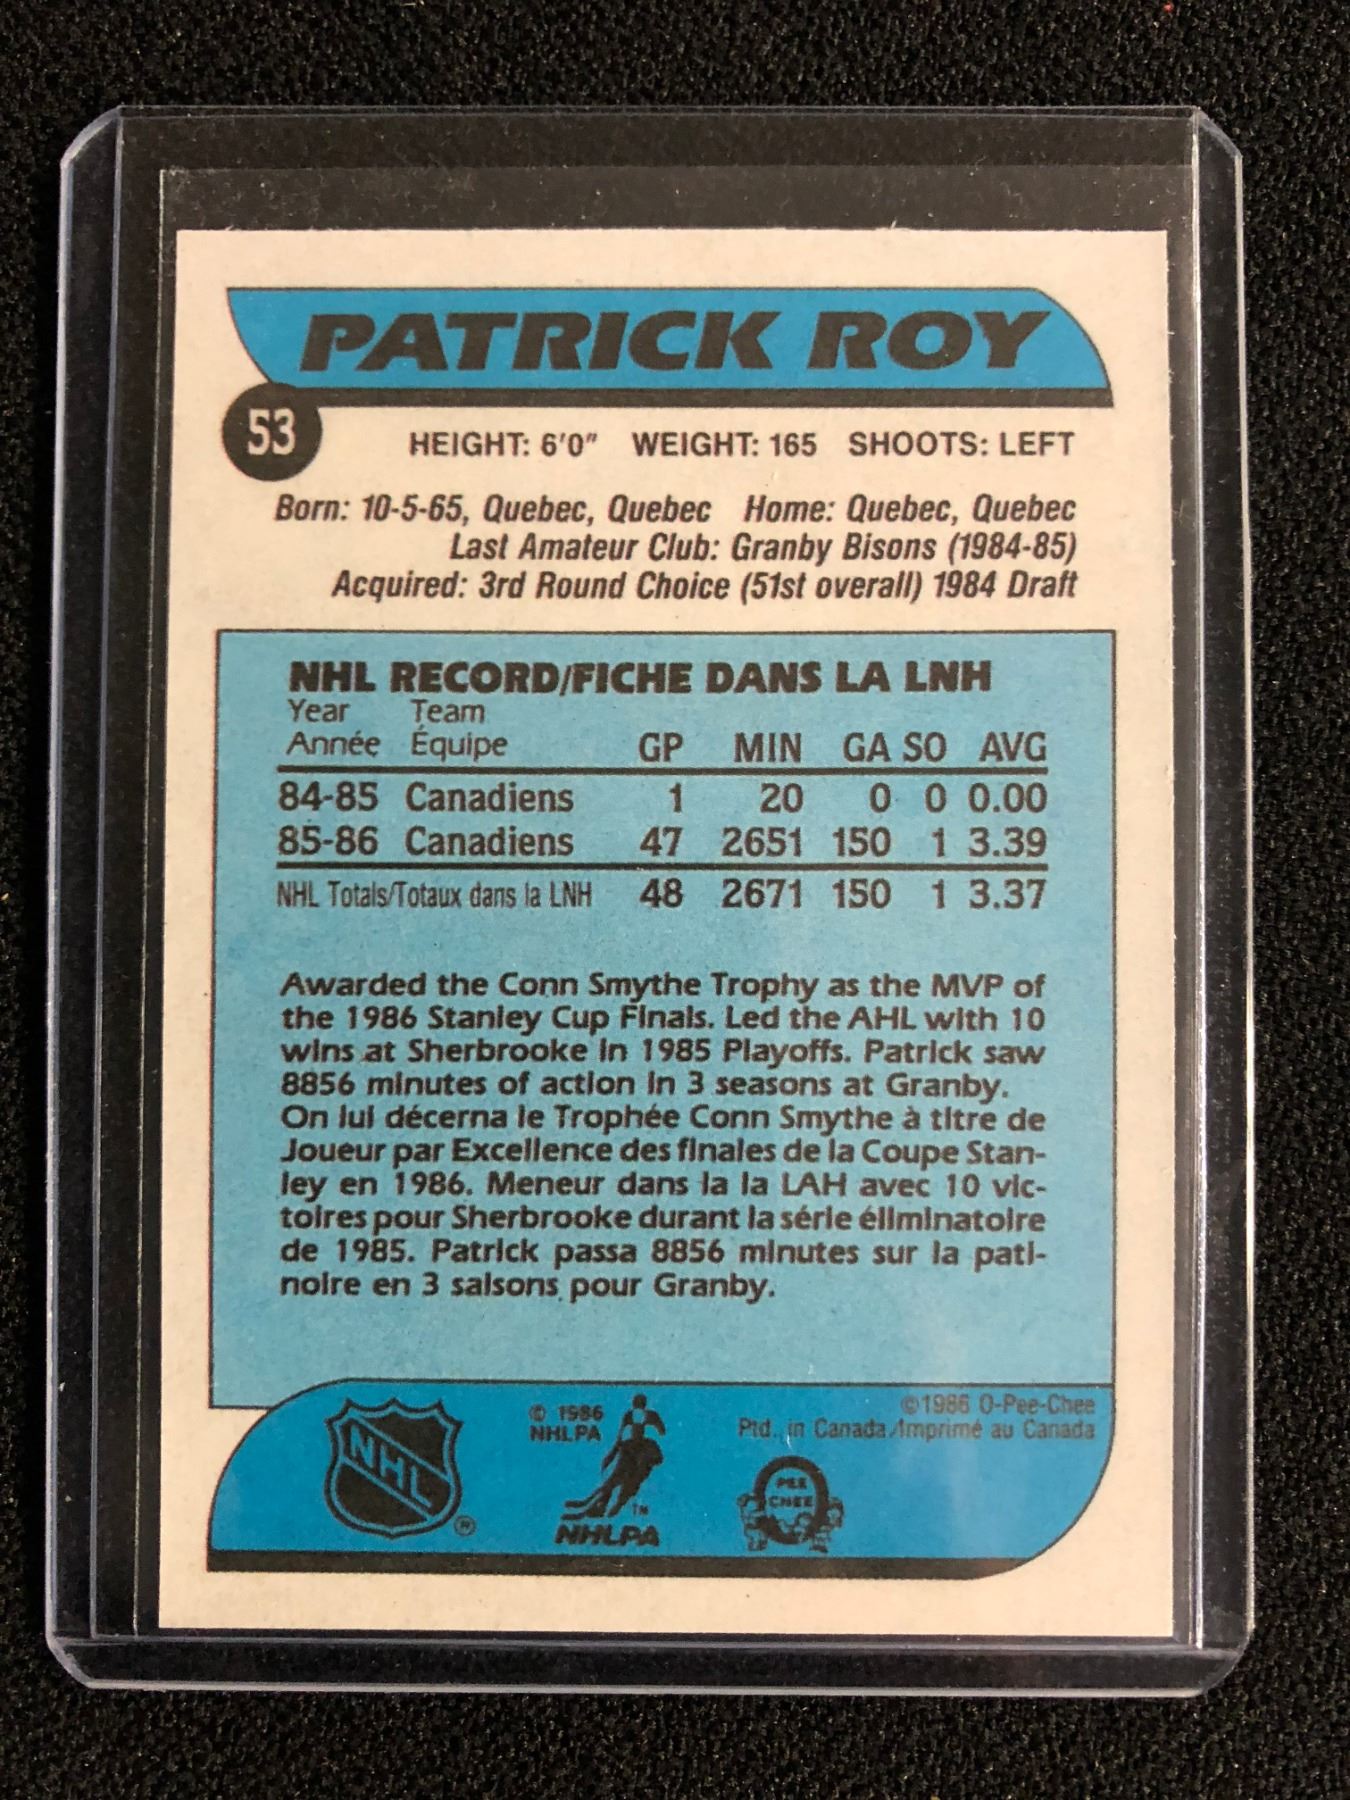 PATRICK ROY
53
HEIGHT: 6'0" WEIGHT: 165 SHOOTS: LEFT
Born: 10-5-65, Quebec, Quebec Home: Quebec, Quebec
Last Amateur Club: Granby Bisons (1984-85)
Acquired: 3rd Round Choice (51st overall) 1984 Draft
NHL RECORD/FICHE DANS LA LNH
Year Team
Année Équipe GP MIN GA SO AVG
84-85 Canadiens 1 20 0 0 0.00
85-86 Canadiens 47 2651 150 1 3.39
NHL Totals/Totaux dans la LNH 48 2671 150 1 3.37
Awarded the Conn Smythe Trophy as the MVP of
the 1986 Stanley Cup Finals. Led the AHL with 10
wins at Sherbrooke in 1985 Playoffs. Patrick saw
8856 minutes of action in 3 seasons at Granby.
On lui décerna le Trophée Conn Smythe à titre de
Joueur par Excellence des finales de la Coupe Stan-
ley en 1986. Meneur dans la la LAH avec 10 vic-
toires pour Sherbrooke durant la série éliminatoire
de 1985. Patrick passa 8856 minutes sur la pati-
noire en 3 saisons pour Granby.
NHL
®
© 1986
NHLPA
TM
NHLPA
©1986 O-Pee-Chee
Ptd. in Canada/Imprimé au Canada
PEE
CHEE